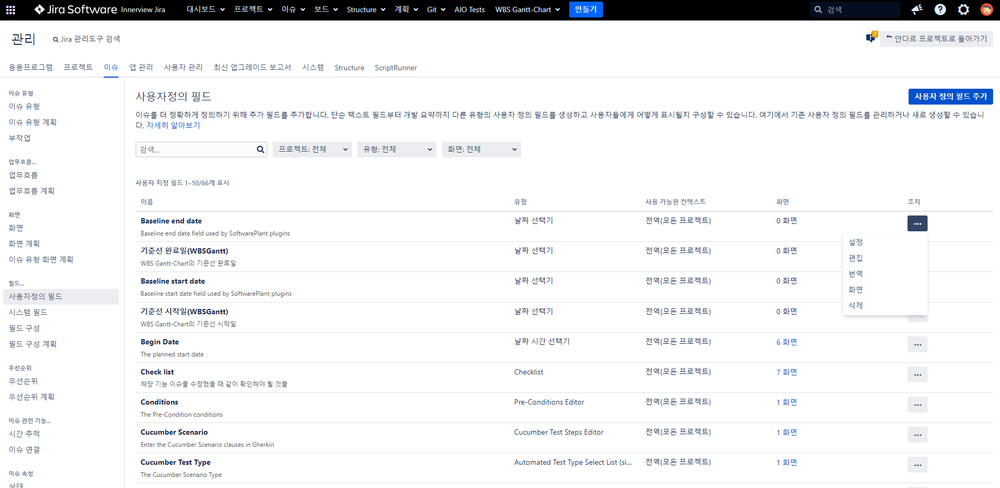 Jira Software Innerview Jira 대시보드 프로젝트 이슈 보드 Structure 계획 Git AIO Tests WBS Gantt-Chart 만들기 검색
관리 Jira 관리도구 검색 1 안다르 프로젝트로 돌아가기
응용프로그램 프로젝트 이슈 앱 관리 사용자 관리 최신 업그레이드 보고서 시스템 Structure ScriptRunner
이슈 유형
이슈 유형
이슈 유형 계획
부작업
업무흐름...
업무흐름
업무흐름 계획
화면
화면
화면 계획
이슈 유형 화면 계획
필드...
사용자정의 필드
시스템 필드
필드 구성
필드 구성 계획
우선순위
우선순위
우선순위 계획
이슈 관련 기능...
시간 추적
이슈 연결
이슈 속성
상태
사용자정의 필드
사용자 정의 필드 추가
이슈를 더 정확하게 정의하기 위해 추가 필드를 추가합니다. 단순 텍스트 필드부터 개발 요약까지 다른 유형의 사용자 정의 필드를 생성하고 사용자들에게 어떻게 표시될지 구성할 수 있습니다. 여기에서 기존 사용자 정의 필드를 관리하거나 새로 생성할 수 있습니
다. 자세히 알아보기
검색... 프로젝트: 전체 유형: 전체 화면: 전체
사용자 지정 필드 1~50/66개 표시
이름 유형 사용 가능한 컨텍스트 화면 조치
Baseline end date 날짜 선택기 전역(모든 프로젝트) 0 화면
Baseline end date field used by SoftwarePlant plugins
기준선 완료일(WBSGantt) 날짜 선택기 전역(모든 프로젝트) 0 화면
WBS Gantt-Chart의 기준선 완료일
Baseline start date 날짜 선택기 전역(모든 프로젝트) 0 화면
Baseline start date field used by SoftwarePlant plugins
기준선 시작일(WBSGantt) 날짜 선택기 전역(모든 프로젝트) 0 화면
WBS Gantt-Chart의 기준선 시작일
Begin Date 날짜 시간 선택기 전역(모든 프로젝트) 6 화면
The planned start date
Check list Checklist 전역(모든 프로젝트) 7 화면
해당 기능 이슈를 수정했을 때 같이 확인해야 될 것들
Conditions Pre-Conditions Editor 전역(모든 프로젝트) 1 화면
The Pre-Condition conditions
Cucumber Scenario Cucumber Test Steps Editor 전역(모든 프로젝트) 1 화면
Enter the Cucumber Scenario clauses in Gherkin
Cucumber Test Type Automated Test Type Select List (si... 전역(모든 프로젝트) 1 화면
The Cucumber Scenario Type
설정
편집
번역
화면
삭제